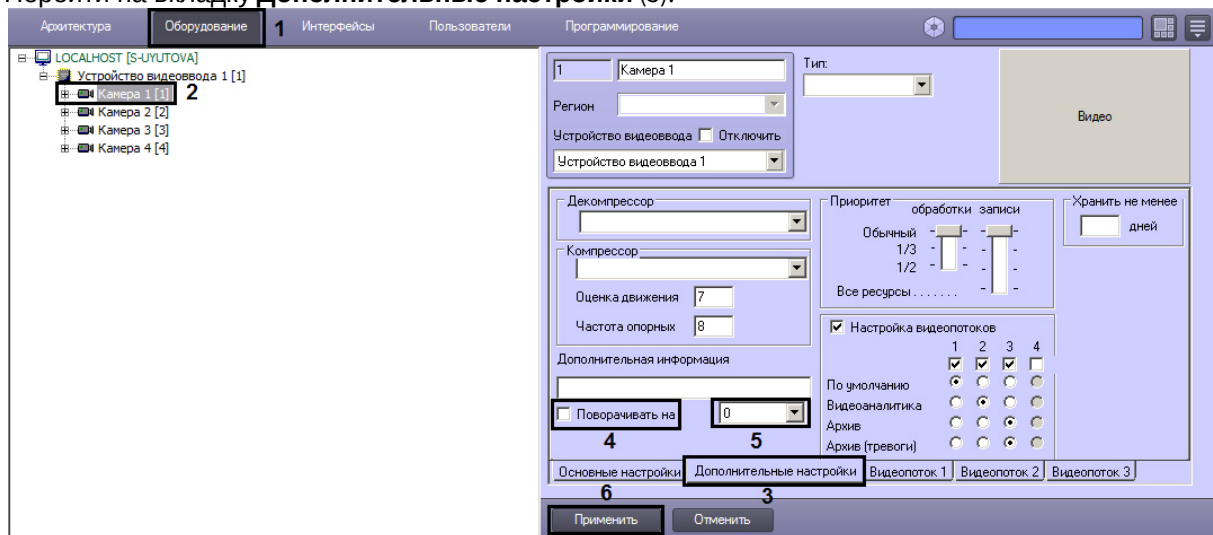 Перейти на вкладку Дополнительные настройки (3).
Архитектура Оборудование 1 Интерфейсы Пользователи Программирование
LOCALHOST [S-UYUTOVA]
Устройство видеоввода 1 [1]
Камера 1 [1] 2
Камера 2 [2]
Камера 3 [3]
Камера 4 [4]
1 Камера 1
Тип:
Регион
Устройство видеоввода Отключить
Устройство видеоввода 1
Видео
Декомпрессор
Компрессор
Оценка движения 7
Частота опорных 8
Дополнительная информация
Поворачивать на 0
4 5
Приоритет обработки записи
Обычный
1/3
1/2
Все ресурсы . . . . . . .
Хранить не менее
дней
Настройка видеопотоков
1 2 3 4
По умолчанию
Видеоаналитика
Архив
Архив (тревоги)
Основные настройки Дополнительные настройки Видеопоток 1 Видеопоток 2 Видеопоток 3
6 3
Применить Отменить